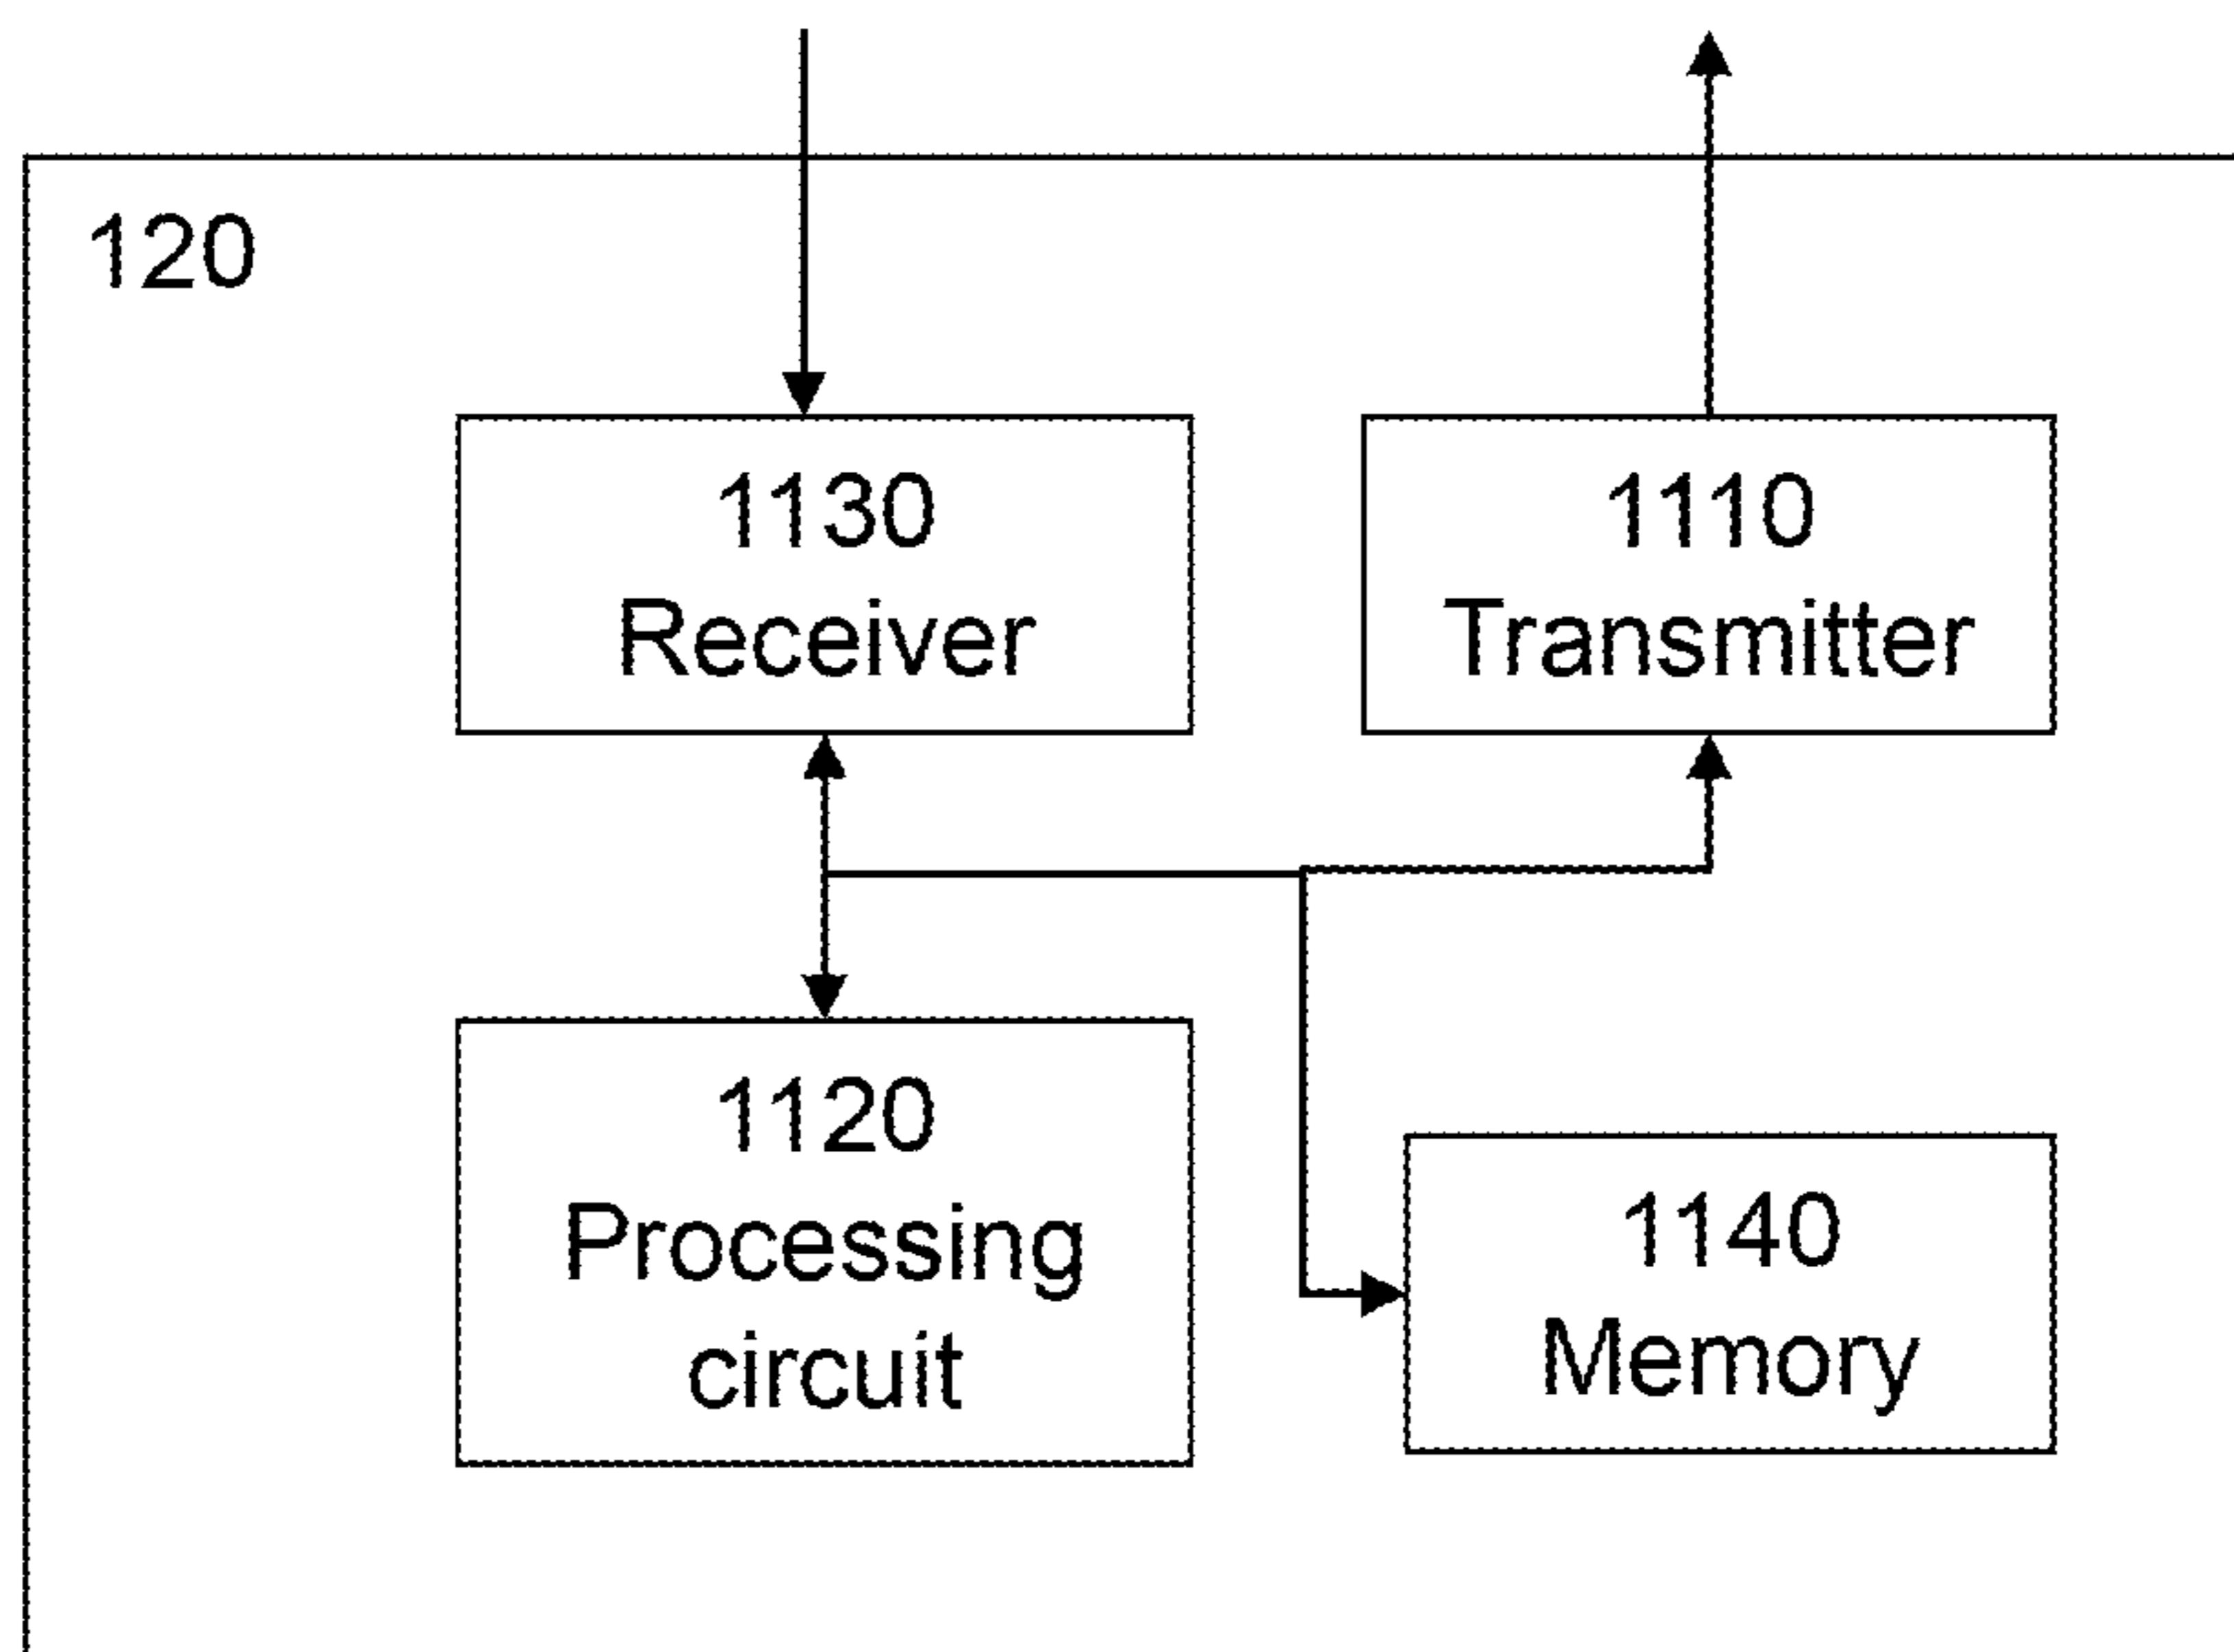 120
1130
Receiver
1110
Transmitter
1120
Processing
circuit
1140
Memory